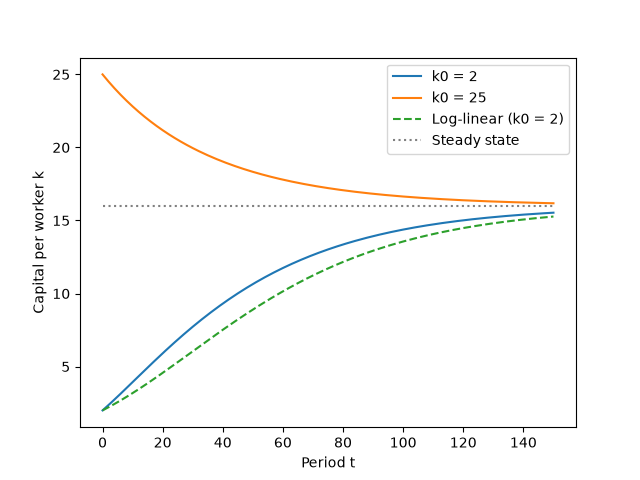 k0 = 2
k0 = 25
Log-linear (k0 = 2)
Steady state
Capital per worker k
25
20
15
10
5
0 20 40 60 80 100 120 140
Period t